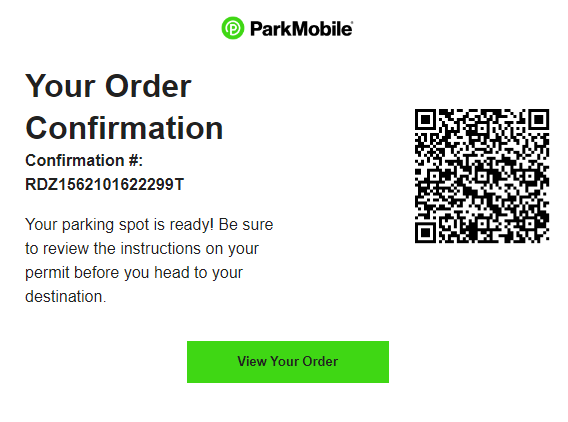 ParkMobile
Your Order
Confirmation
Confirmation #:
RDZ1562101622299T
Your parking spot is ready! Be sure
to review the instructions on your
permit before you head to your
destination.
View Your Order